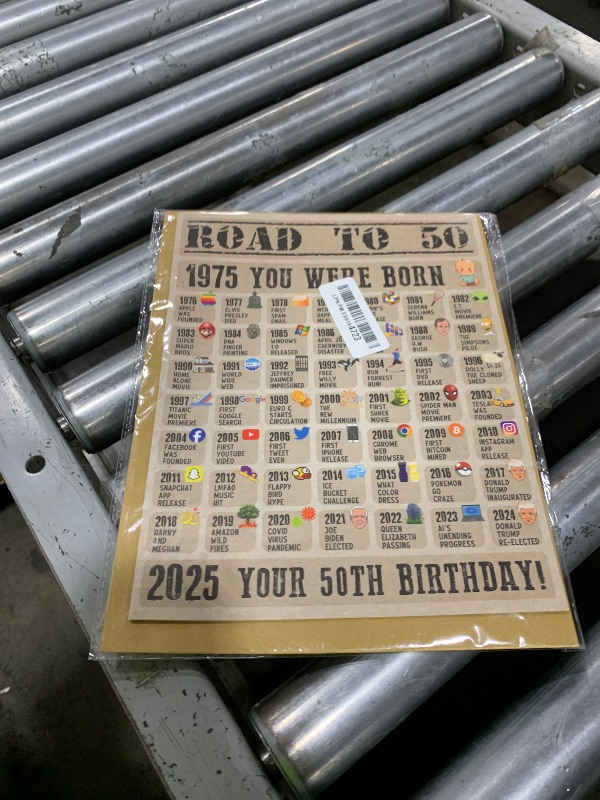 ROAD TO 50
1975 YOU WERE BORN
1976
APPLE
WAS
FOUNDED
1977
ELVIS
PRESLEY
1978
FIRST
SPAM
1981
SERENA
WILLIAMS
BORN
1982
E.T.
MOVIE
PREMIERE
1983
SUPER
MARIO
BROS
1984
DNA
FINGER
PRINTING
1985
WINDOWS
1.0
RELEASED
1986
APRIL 26
CHERNOBYL
DISASTER
4723
1988
GEORGE
H.W
BUSH
1989
THE
SIMPSONS
PILOT
1990
HOME
ALONE
MOVIE
1991
WORLD
WIDE
WEB
1992
JEFFREY
DAHMER
IMPRISONED
1993
FREE
WILLY
MOVIE
1994
RUN
FORREST
RUN!
1995
FIRST
DVD
RELEASE
1996
DOLLY
THE CLONED
SHEEP
1997
TITANIC
MOVIE
PREMIERE
1998
FIRST
GOOGLE
SEARCH
Google
1999
EURO €
STARTS
CIRCULATION
2000
THE
NEW
MILLENNIUM
2001
FIRST
SHREK
MOVIE
2002
SPIDER MAN
MOVIE
PREMIERE
2003
TESLA
WAS
FOUNDED
2004
FACEBOOK
WAS
FOUNDED
2005
FIRST
YOUTUBE
VIDEO
2006
FIRST
TWEET
EVER
2007
FIRST
IPHONE
RELEASE
2008
CHROME
WEB
BROWSER
2009
FIRST
BITCOIN
MINED
2010
INSTAGRAM
APP
RELEASE
2011
SNAPCHAT
APP
RELEASE
2012
LMFAO
MUSIC
HIT
2013
FLAPPY
BIRD
HYPE
2014
ICE
BUCKET
CHALLENGE
2015
WHAT
COLOR
DRESS
2016
POKEMON
GO
CRAZE
2017
DONALD
TRUMP
INAUGURATED
2018
HARRY
AND
MEGHAN
2019
AMAZON
WILD
FIRES
2020
COVID
VIRUS
PANDEMIC
2021
JOE
BIDEN
ELECTED
2022
QUEEN
ELIZABETH
PASSING
2023
AI'S
UNENDING
PROGRESS
2024
DONALD
TRUMP
RE-ELECTED
2025 YOUR 50TH BIRTHDAY!